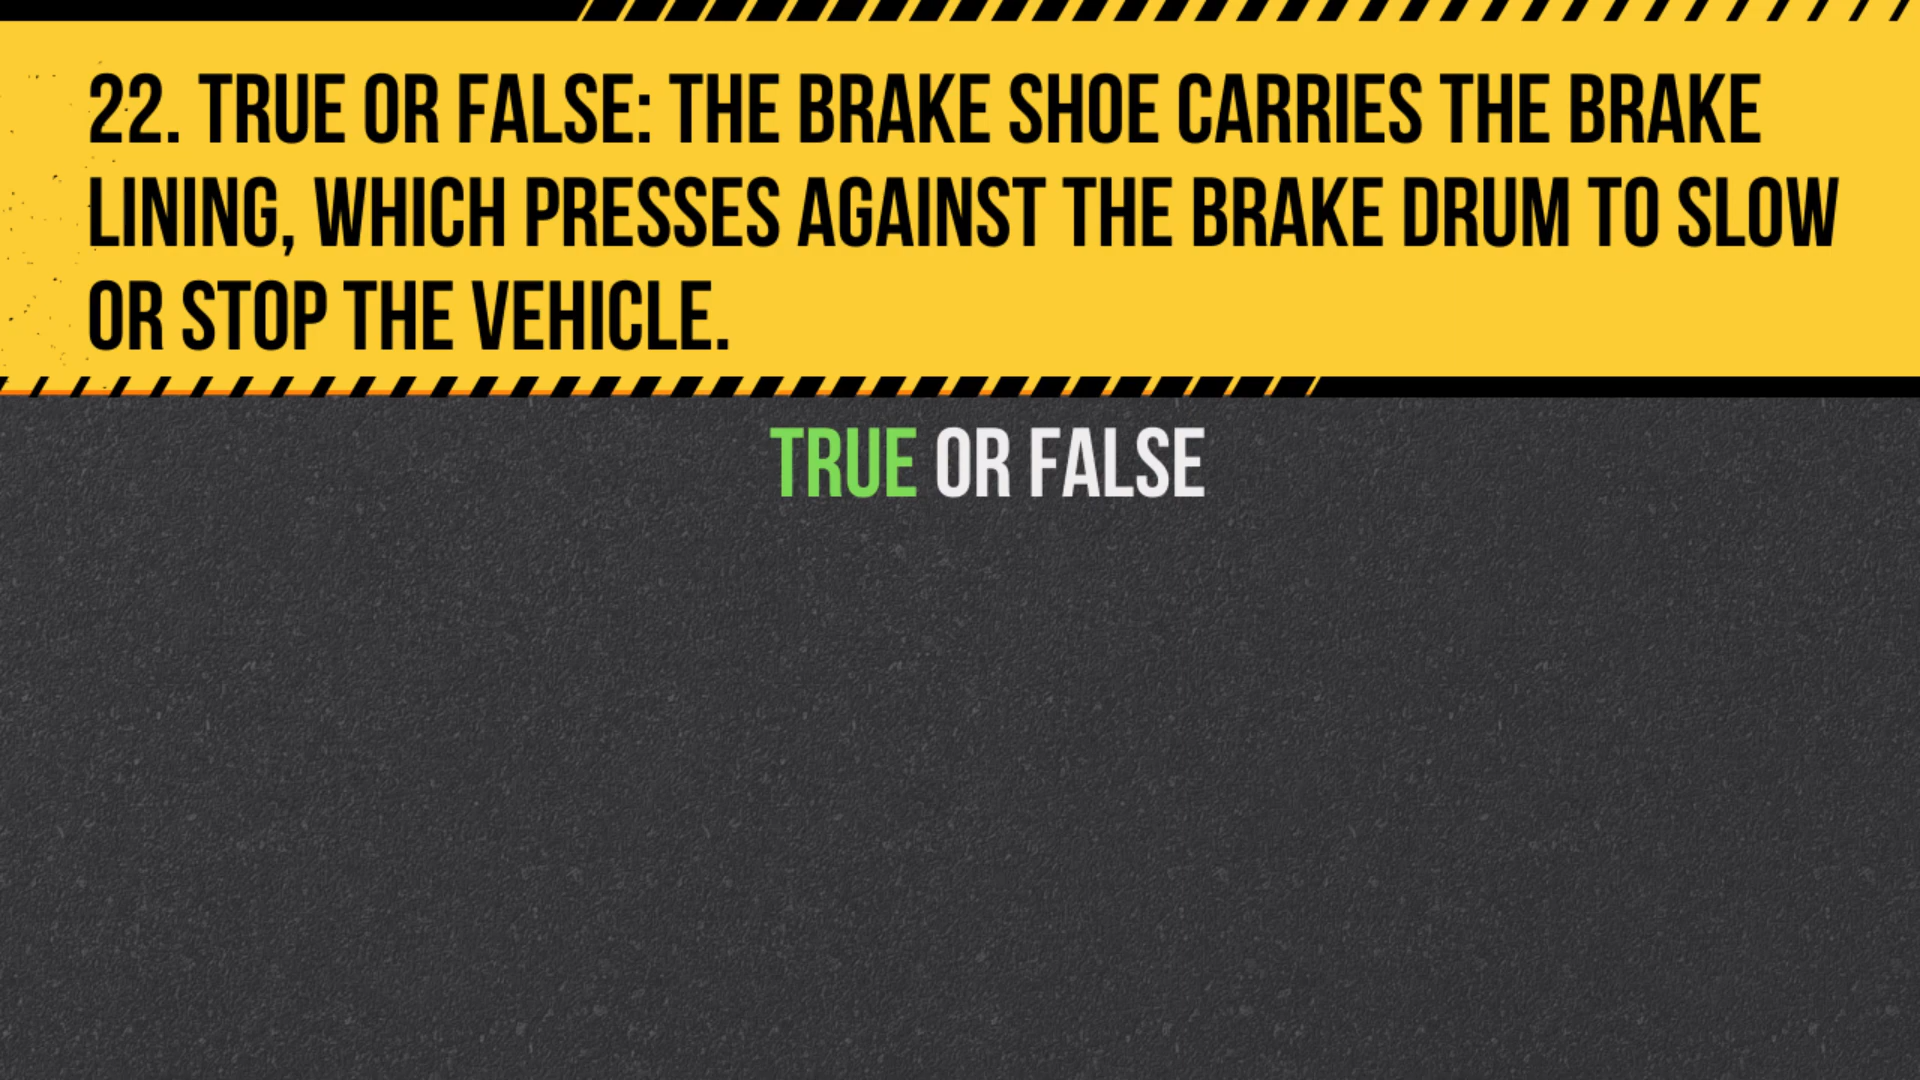 22. TRUE OR FALSE: THE BRAKE SHOE CARRIES THE BRAKE
LINING, WHICH PRESSES AGAINST THE BRAKE DRUM TO SLOW
OR STOP THE VEHICLE.
TRUE OR FALSE